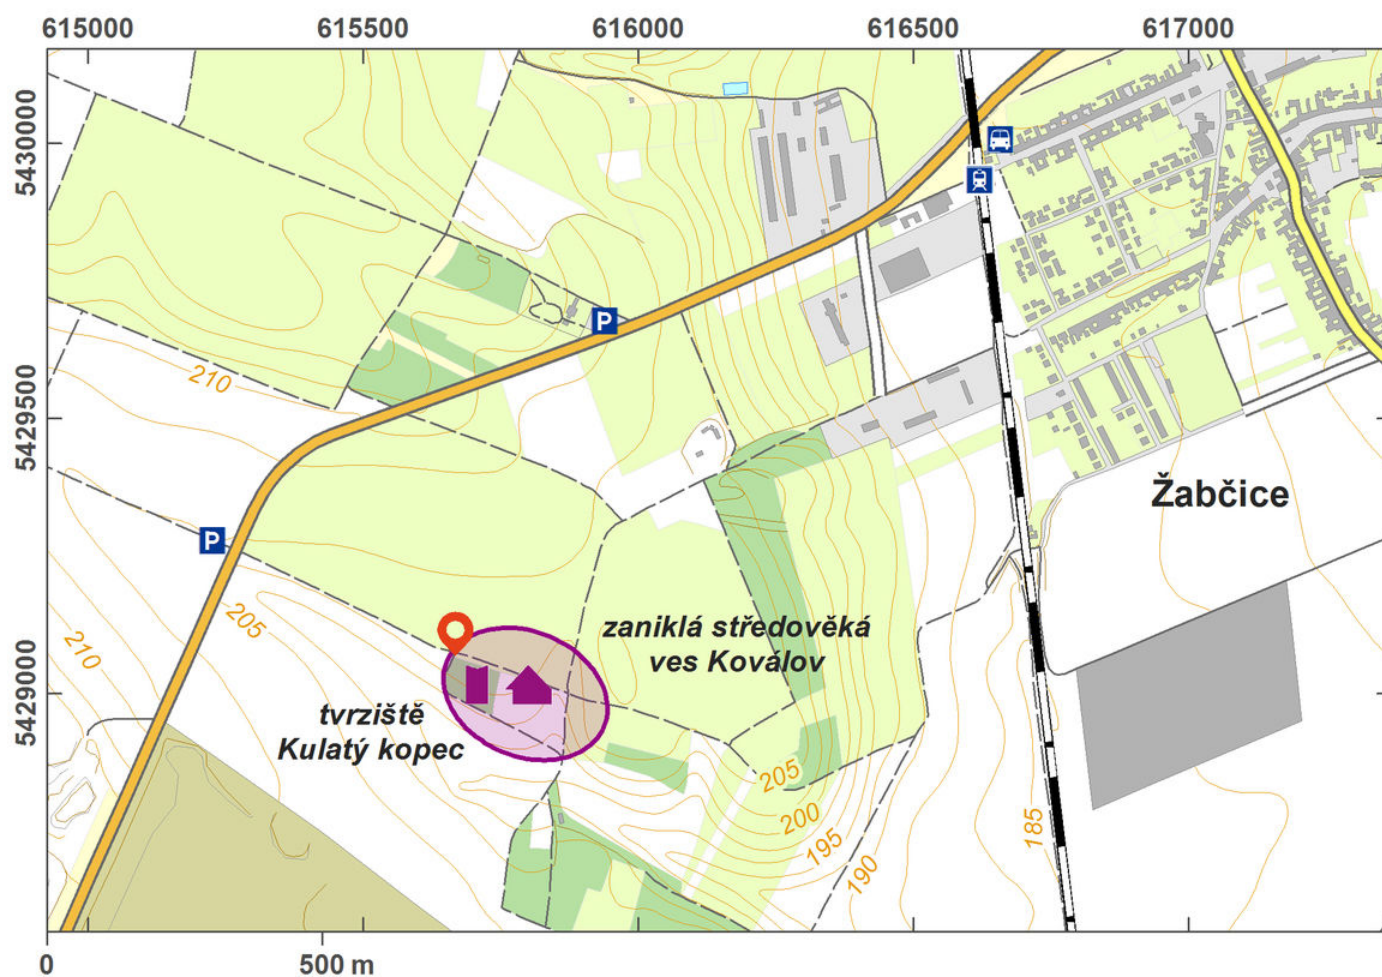 615000 615500 616000 616500 617000
5430000
210
P
5429500
Žabčice
P
205
210
zaniklá středověká
ves Koválov
5429000
tvrziště
Kulatý kopec
205
200
195
190
185
0 500 m